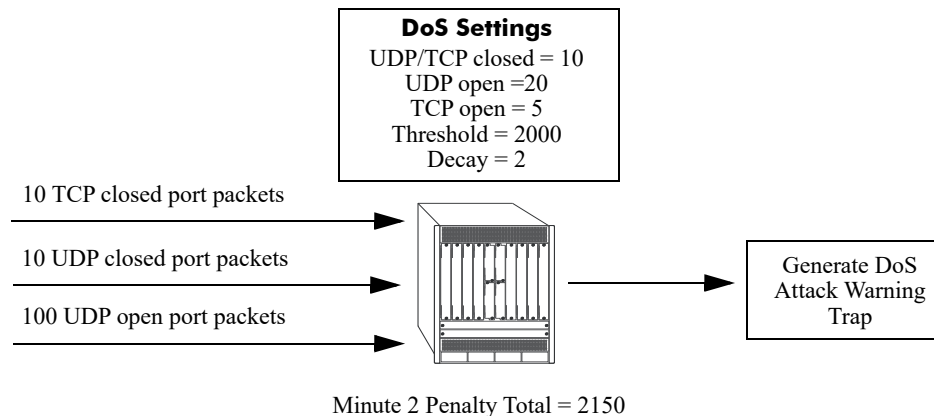 DoS Settings
UDP/TCP closed = 10
UDP open =20
TCP open = 5
Threshold = 2000
Decay = 2
10 TCP closed port packets
10 UDP closed port packets
100 UDP open port packets
Generate DoS
Attack Warning
Trap
Minute 2 Penalty Total = 2150